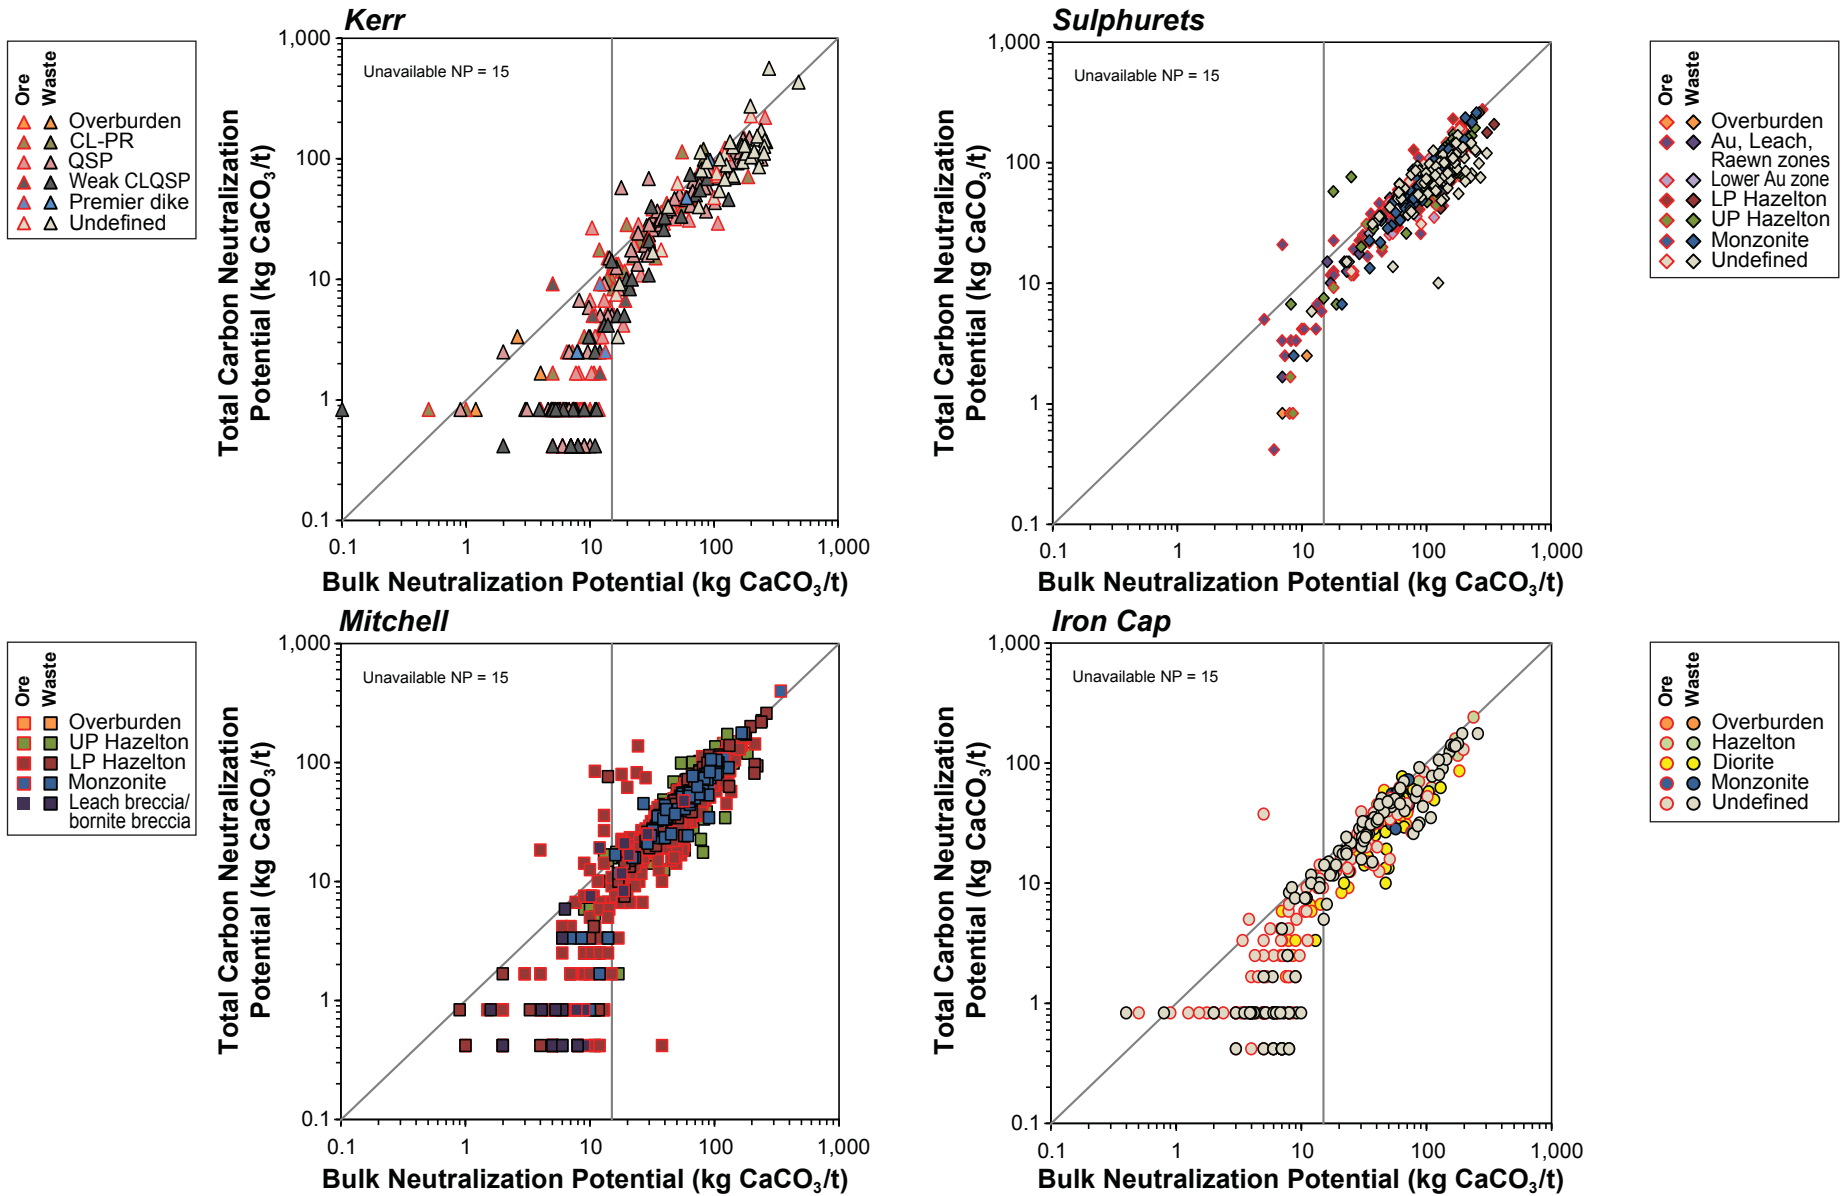 Kerr
Ore
Waste
Overburden
CL-PR
QSP
Weak CLQSP
Premier dike
Undefined
Total Carbon Neutralization
Potential (kg CaCO₃/t)
1,000
100
10
1
0.1
Unavailable NP = 15
0.1
1
10
100
1,000
Bulk Neutralization Potential (kg CaCO₃/t)
Sulphurets
Total Carbon Neutralization
Potential (kg CaCO₃/t)
1,000
100
10
1
0.1
Unavailable NP = 15
0.1
1
10
100
1,000
Bulk Neutralization Potential (kg CaCO₃/t)
Ore
Waste
Overburden
Au, Leach,
Raewn zones
Lower Au zone
LP Hazelton
UP Hazelton
Monzonite
Undefined
Mitchell
Ore
Waste
Overburden
UP Hazelton
LP Hazelton
Monzonite
Leach breccia/
bornite breccia
Total Carbon Neutralization
Potential (kg CaCO₃/t)
1,000
100
10
1
0.1
Unavailable NP = 15
0.1
1
10
100
1,000
Bulk Neutralization Potential (kg CaCO₃/t)
Iron Cap
Total Carbon Neutralization
Potential (kg CaCO₃/t)
1,000
100
10
1
0.1
Unavailable NP = 15
0.1
1
10
100
1,000
Bulk Neutralization Potential (kg CaCO₃/t)
Ore
Waste
Overburden
Hazelton
Diorite
Monzonite
Undefined